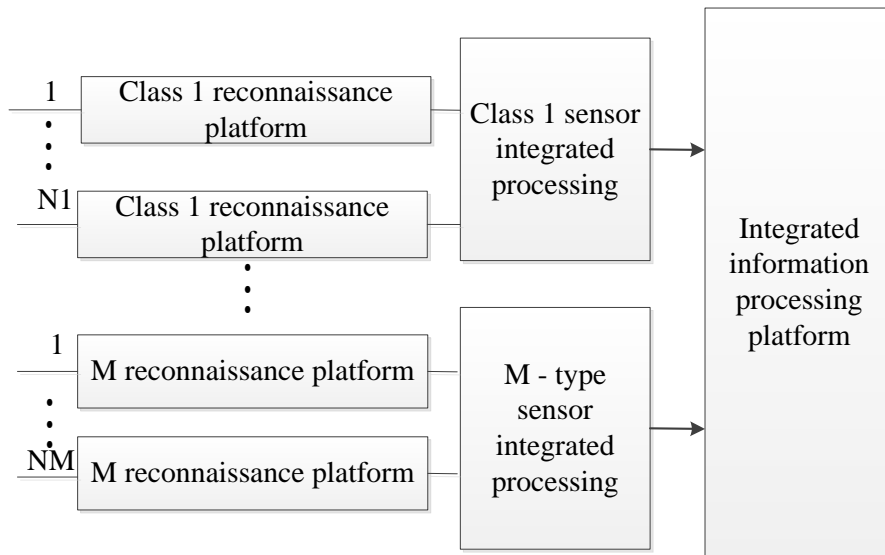 1
Class 1 reconnaissance
platform
N1
Class 1 reconnaissance
platform
Class 1 sensor
integrated
processing
1
M reconnaissance platform
NM
M reconnaissance platform
M - type
sensor
integrated
processing
Integrated
information
processing
platform